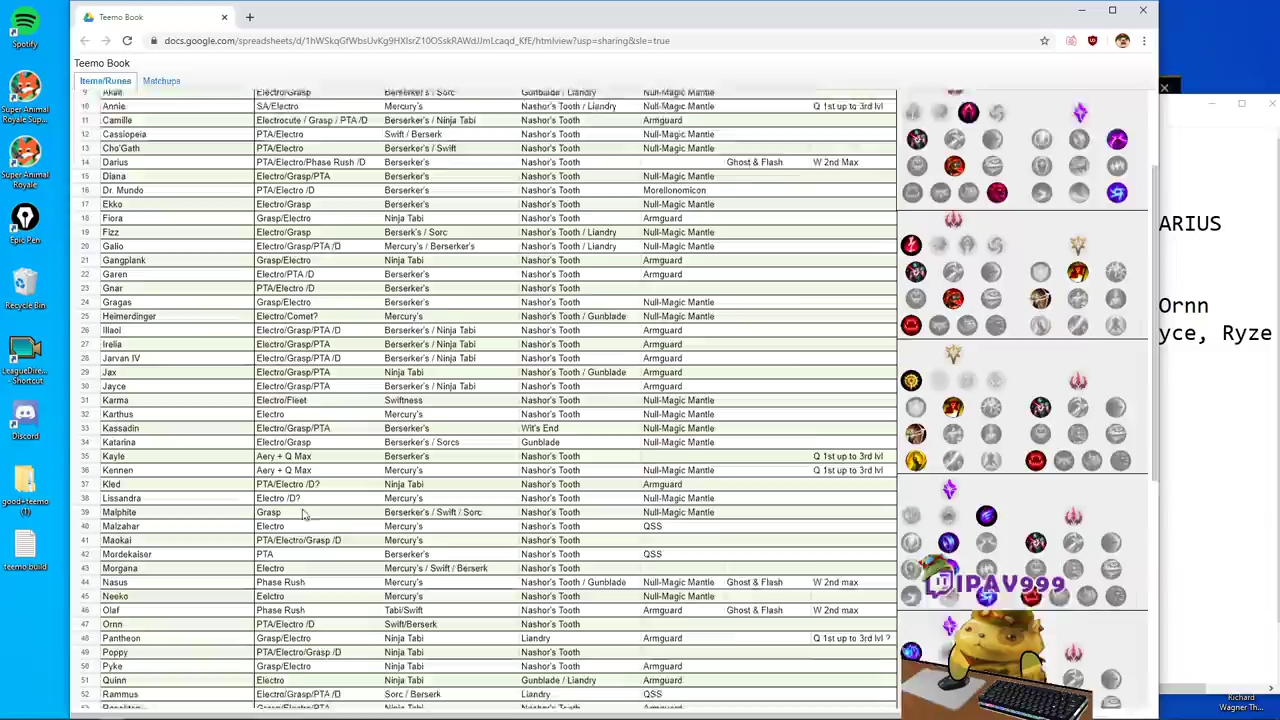 Teemo Book
docs.google.com/spreadsheets/d/1hWSkqGfWbsUvKg9HXIsrZ10OSskRAWdJJmLcaqd_KfE/htmlview?usp=sharing&sle=true
Teemo Book
Items/Runes Matchups
10 Annie SA/Electro Mercury's Nashor's Tooth / Liandry Null-Magic Mantle Q 1st up to 3rd lvl
11 Camille Electrocute / Grasp / PTA /D Berserker's / Ninja Tabi Nashor's Tooth Armguard
12 Cassiopeia PTA/Electro Swift / Berserk Nashor's Tooth Null-Magic Mantle
13 Cho'Gath PTA/Electro Berserker's / Swift Nashor's Tooth Null-Magic Mantle
14 Darius PTA/Electro/Phase Rush /D Berserker's Nashor's Tooth Ghost & Flash W 2nd Max
15 Diana Electro/Grasp/PTA Berserker's Nashor's Tooth Null-Magic Mantle
16 Dr. Mundo PTA/Electro /D Berserker's Nashor's Tooth Morellonomicon
17 Ekko Electro/Grasp Berserker's Nashor's Tooth Null-Magic Mantle
18 Fiora Grasp/Electro Ninja Tabi Nashor's Tooth Armguard
19 Fizz Electro/Grasp Berserk's / Sorc Nashor's Tooth / Liandry Null-Magic Mantle
20 Galio Electro/Grasp/PTA /D Mercury's / Berserker's Nashor's Tooth / Liandry Null-Magic Mantle
21 Gangplank Electro/Grasp Ninja Tabi Nashor's Tooth Armguard
22 Garen Electro/PTA /D Berserker's Nashor's Tooth Armguard
23 Gnar PTA/Electro /D Berserker's Nashor's Tooth
24 Gragas Grasp/Electro Berserker's Nashor's Tooth Null-Magic Mantle
25 Heimerdinger Electro/Comet? Mercury's Nashor's Tooth / Gunblade Null-Magic Mantle
26 Illaoi Electro/Grasp/PTA /D Berserker's / Ninja Tabi Nashor's Tooth Armguard
27 Irelia Electro/Grasp/PTA Berserker's / Ninja Tabi Nashor's Tooth Armguard
28 Jarvan IV Electro/Grasp/PTA /D Berserker's / Ninja Tabi Nashor's Tooth Armguard
29 Jax Electro/Grasp/PTA Ninja Tabi Nashor's Tooth / Gunblade Armguard
30 Jayce Electro/Grasp/PTA Berserker's / Ninja Tabi Nashor's Tooth Armguard
31 Karma Electro/Fleet Swiftness Nashor's Tooth Null-Magic Mantle
32 Karthus Electro Mercury's Nashor's Tooth Null-Magic Mantle
33 Kassadin Electro/Grasp/PTA Berserker's Wit's End Null-Magic Mantle
34 Katarina Electro/Grasp Berserker's / Sorcs Gunblade Null-Magic Mantle
35 Kayle Aery + Q Max Berserker's Nashor's Tooth Q 1st up to 3rd lvl
36 Kennen Aery + Q Max Mercury's Nashor's Tooth Null-Magic Mantle Q 1st up to 3rd lvl
37 Kled PTA/Electro /D? Ninja Tabi Nashor's Tooth Armguard
38 Lissandra Electro /D? Mercury's Nashor's Tooth Null-Magic Mantle
39 Malphite Grasp Berserker's / Swift / Sorc Nashor's Tooth Null-Magic Mantle
40 Malzahar Electro Mercury's Nashor's Tooth QSS
41 Maokai PTA/Electro/Grasp /D Mercury's Nashor's Tooth Null-Magic Mantle
42 Mordekaiser PTA Berserker's Nashor's Tooth QSS
43 Morgana Electro Mercury's / Swift / Berserk Nashor's Tooth
44 Nasus Phase Rush Mercury's Nashor's Tooth / Gunblade Null-Magic Mantle Ghost & Flash W 2nd max
45 Neeko Eelctro Mercury's Nashor's Tooth Null-Magic Mantle
46 Olaf Phase Rush Tabi/Swift Nashor's Tooth Armguard Ghost & Flash W 2nd max
47 Ornn PTA/Electro /D Swift/Berserk Nashor's Tooth
48 Pantheon Grasp/Electro Ninja Tabi Liandry Armguard Q 1st up to 3rd lvl ?
49 Poppy PTA/Electro/Grasp /D Ninja Tabi Nashor's Tooth
50 Pyke Grasp/Electro Ninja Tabi Nashor's Tooth Armguard
51 Quinn Electro Ninja Tabi Gunblade / Liandry Armguard
52 Rammus Electro/Grasp/PTA /D Sorc / Berserk Liandry QSS
IPAV999
ARIUS
Ornn
yce, Ryze
Spotify
Super Animal
Royale Sup...
Super Animal
Royale
Epic Pen
Recycle Bin
LeagueDire...
- Shortcut
Discord
good+teemo
(1)
teemo build
Richard
Wagner Th...